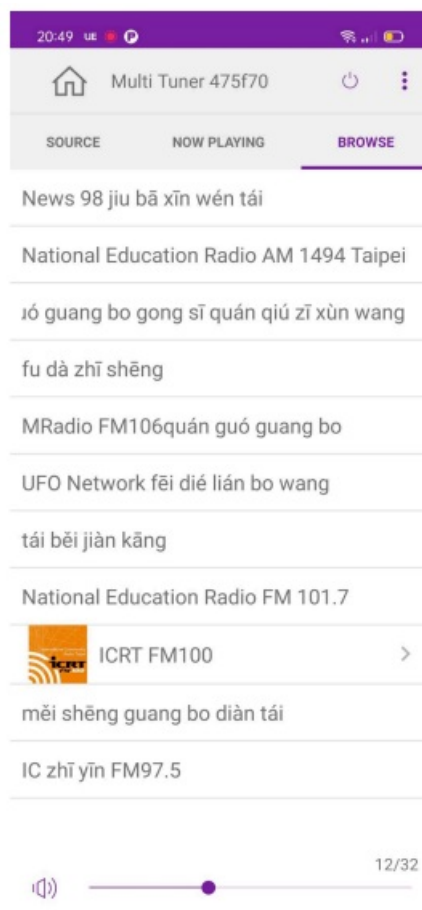 20:49 UE
Multi Tuner 475f70
SOURCE NOW PLAYING BROWSE
News 98 jiu bā xīn wén tái
National Education Radio AM 1494 Taipei
uó guang bo gong sī quán qiú zī xùn wang
fu dà zhī shēng
MRadio FM106quán guó guang bo
UFO Network fēi dié lián bo wang
tái běi jiàn kāng
National Education Radio FM 101.7
icrt
ICRT FM100
měi shēng guang bo diàn tái
IC zhī yīn FM97.5
12/32